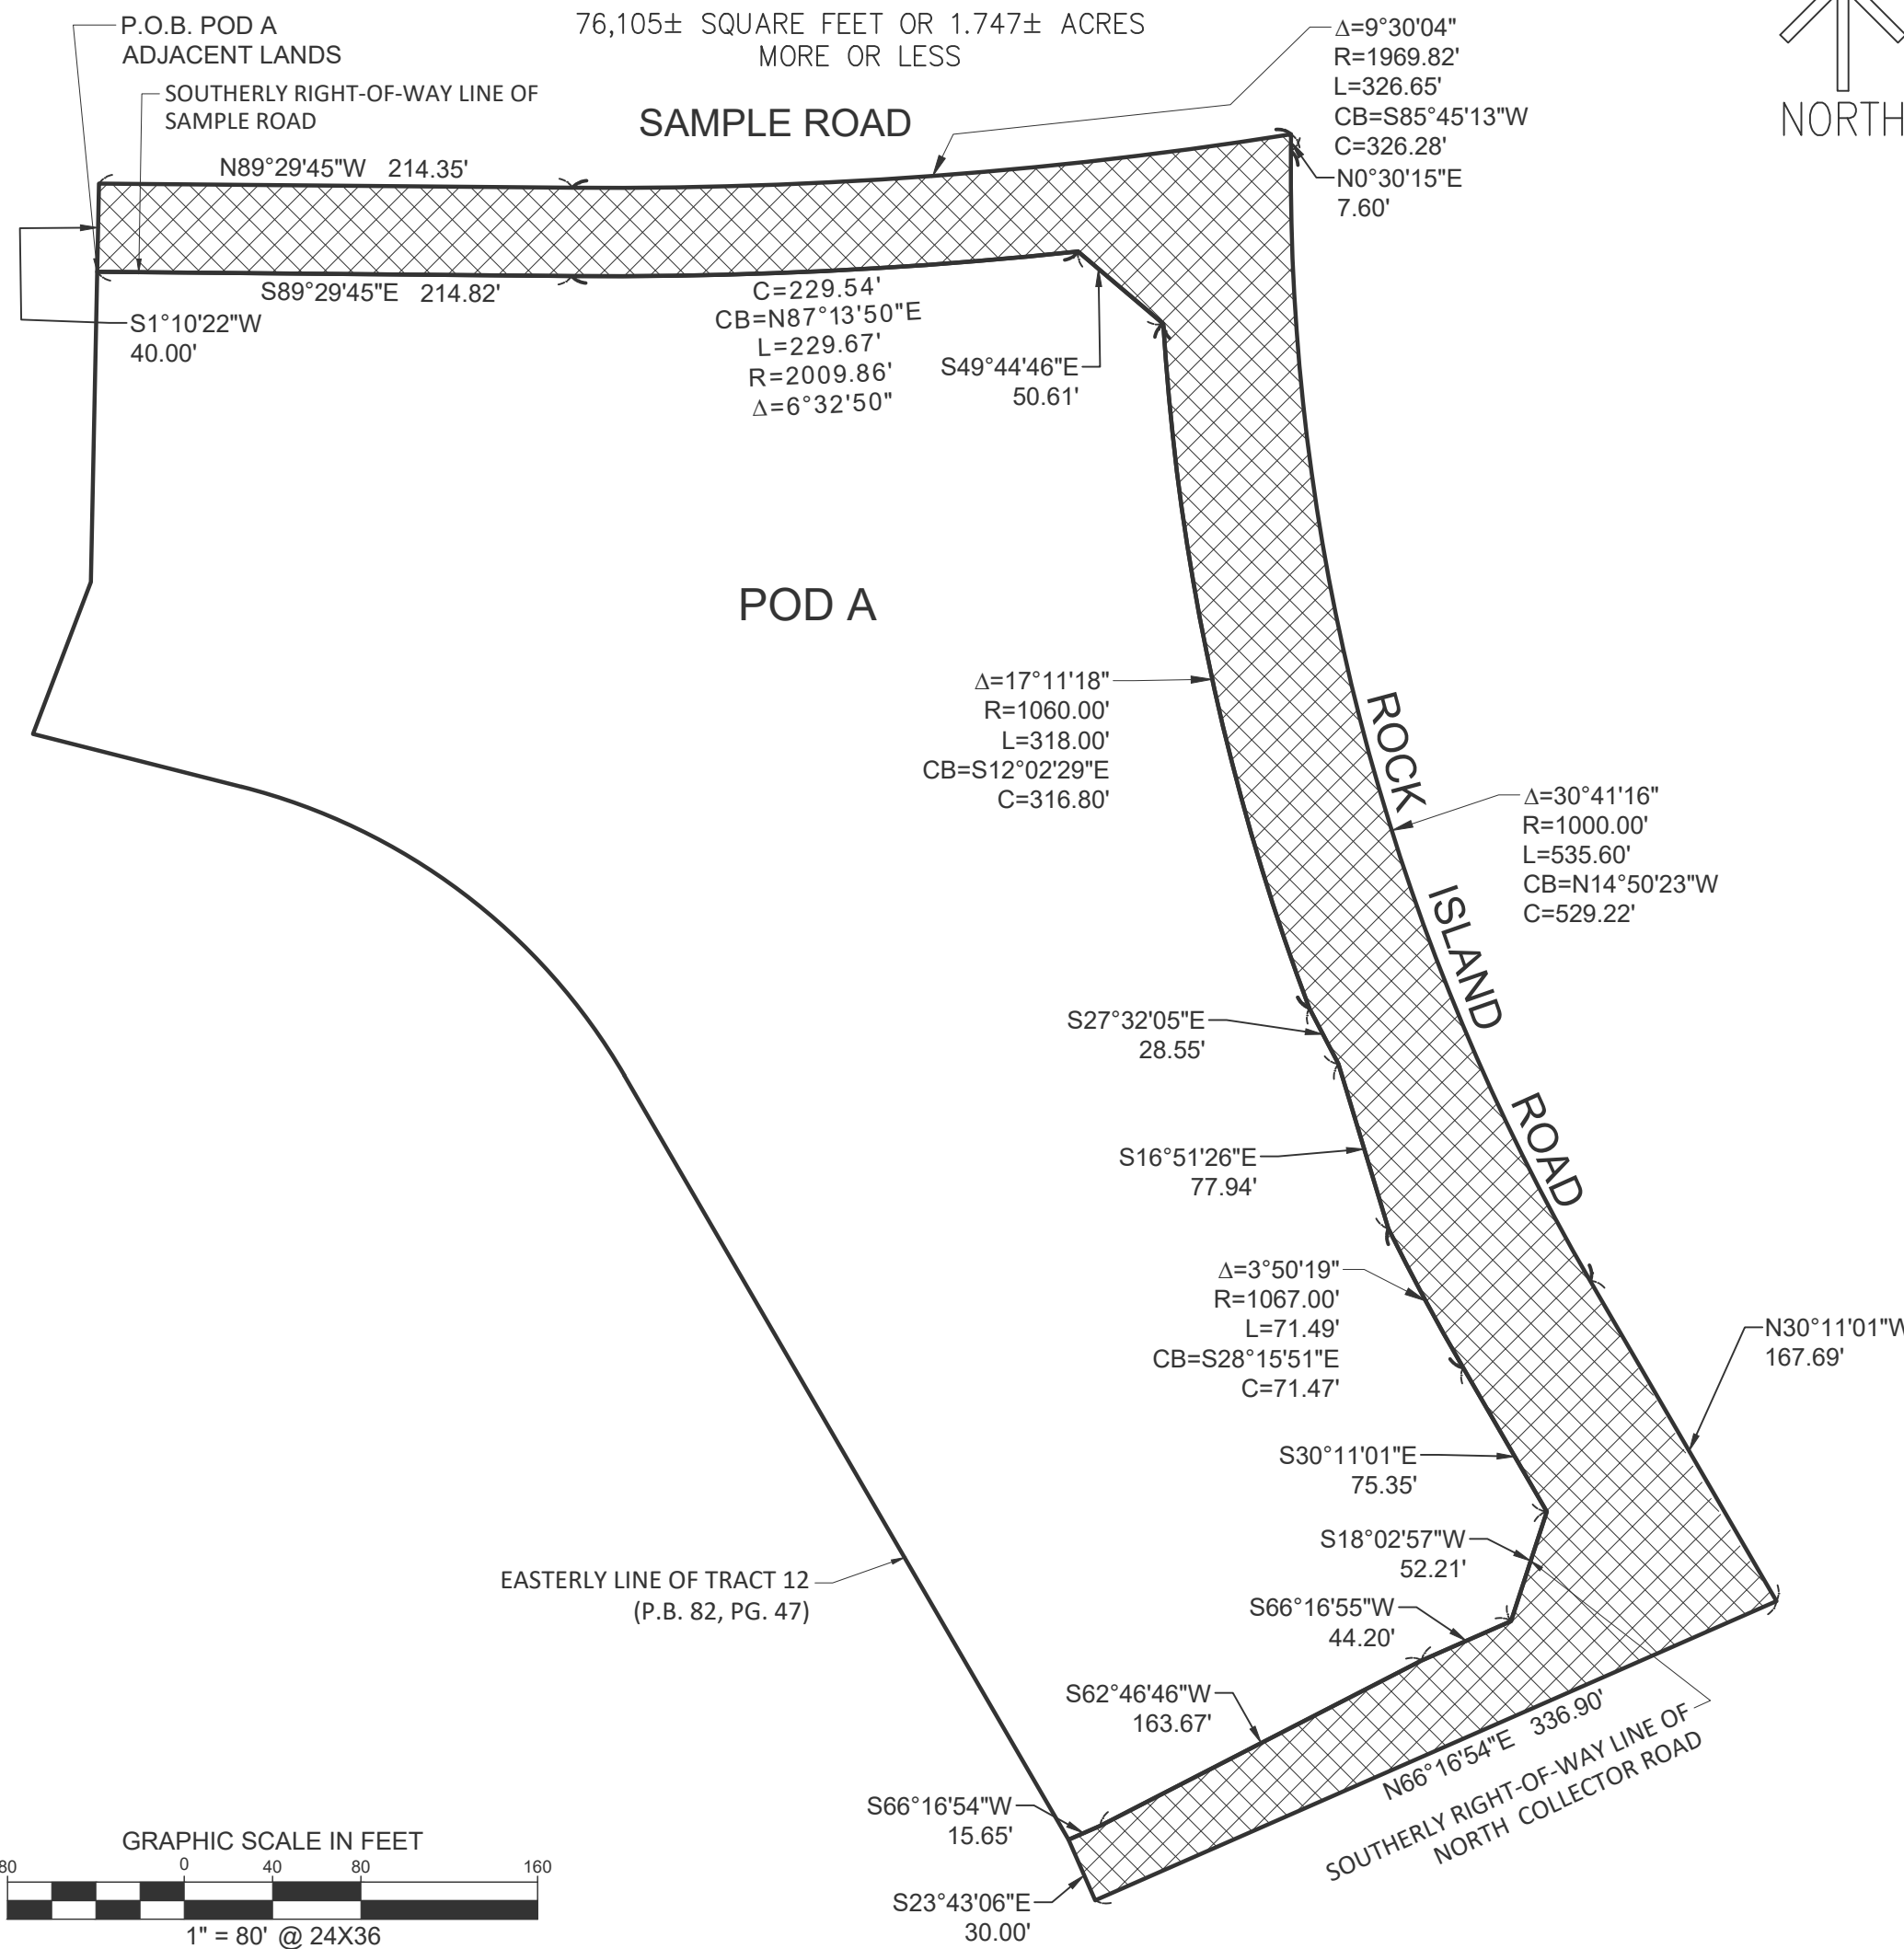 P.O.B. POD A
ADJACENT LANDS
76,105± SQUARE FEET OR 1.747± ACRES
MORE OR LESS
SOUTHERLY RIGHT-OF-WAY LINE OF
SAMPLE ROAD
SAMPLE ROAD
Δ=9°30'04"
R=1969.82'
L=326.65'
CB=S85°45'13"W
C=326.28'
NORTH
N0°30'15"E
7.60'
N89°29'45"W 214.35'
S89°29'45"E 214.82'
S1°10'22"W
40.00'
C=229.54'
CB=N87°13'50"E
L=229.67'
R=2009.86'
Δ=6°32'50"
S49°44'46"E
50.61'
POD A
Δ=17°11'18"
R=1060.00'
L=318.00'
CB=S12°02'29"E
C=316.80'
ROCK ISLAND ROAD
Δ=30°41'16"
R=1000.00'
L=535.60'
CB=N14°50'23"W
C=529.22'
S27°32'05"E
28.55'
S16°51'26"E
77.94'
Δ=3°50'19"
R=1067.00'
L=71.49'
CB=S28°15'51"E
C=71.47'
N30°11'01"W
167.69'
S30°11'01"E
75.35'
S18°02'57"W
52.21'
EASTERLY LINE OF TRACT 12
(P.B. 82, PG. 47)
S66°16'55"W
44.20'
S62°46'46"W
163.67'
N66°16'54"E 336.90'
SOUTHERLY RIGHT-OF-WAY LINE OF
NORTH COLLECTOR ROAD
S66°16'54"W
15.65'
S23°43'06"E
30.00'
GRAPHIC SCALE IN FEET
80 0 40 80 160
1" = 80' @ 24X36